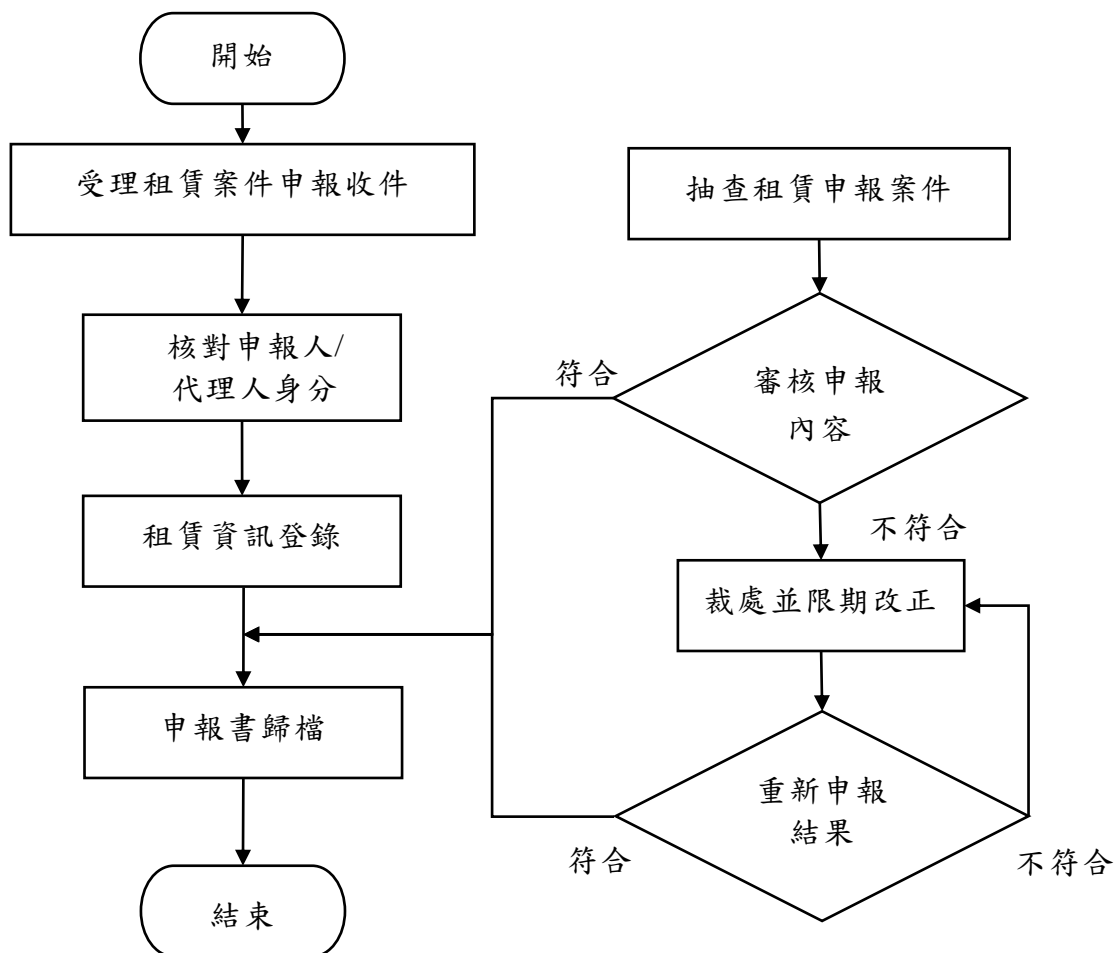 開始
受理租賃案件申報收件
核對申報人/
代理人身分
租賃資訊登錄
申報書歸檔
結束
抽查租賃申報案件
審核申報
內容
符合
不符合
裁處並限期改正
重新申報
結果
符合
不符合